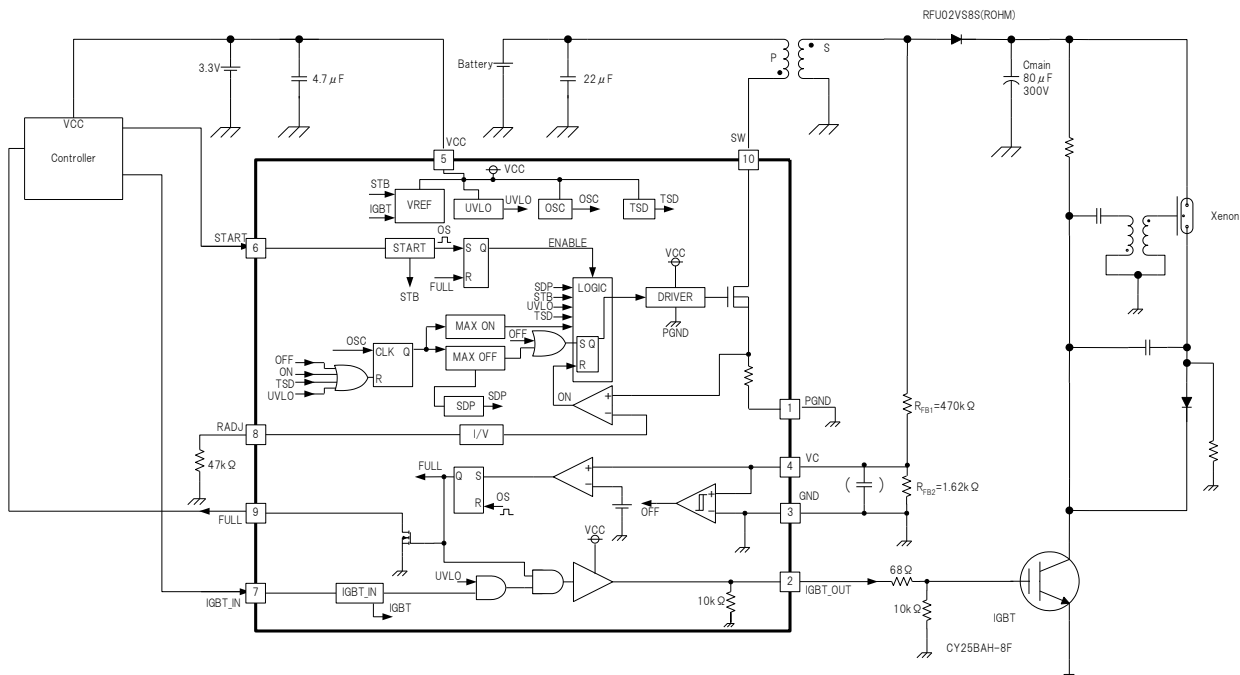 RFU02VS8S(ROHM)
3.3V
4.7μF
Battery
22μF
P
S
Cmain
80μF
300V
VCC
Controller
VCC
5
SW
10
VCC
STB
IGBT
VREF
UVLO
UVLO
OSC
OSC
TSD
TSD
Xenon
START
6
START
OS
STB
S Q
R
FULL
ENABLE
SDP
STB
UVLO
TSD
LOGIC
S Q
R
VCC
DRIVER
PGND
OSC
CLK Q
R
OFF
ON
TSD
UVLO
MAX ON
MAX OFF
OFF
SDP
SDP
ON
+
−
1
PGND
RFB1=470kΩ
RADJ
8
47kΩ
I/V
4
VC
FULL
Q S
R
OS
+
−
OFF
+
−
GND
3
( )
RFB2=1.62kΩ
9
FULL
VCC
UVLO
7
IGBT_IN
IGBT_IN
IGBT
10kΩ
2
IGBT_OUT
68Ω
10kΩ
IGBT
CY25BAH-8F